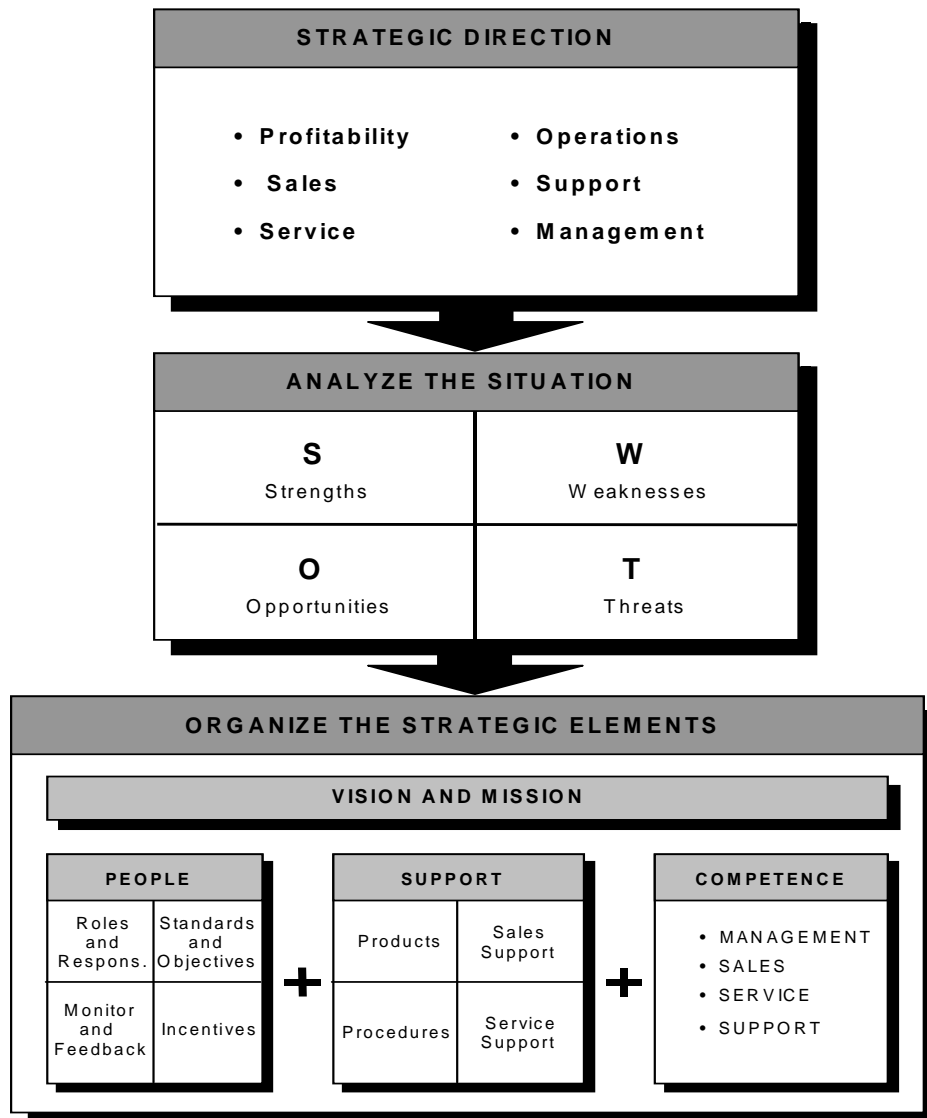 STRATEGIC DIRECTION
• Profitability
• Sales
• Service
• Operations
• Support
• Management
ANALYZE THE SITUATION
S
Strengths
W
Weaknesses
O
Opportunities
T
Threats
ORGANIZE THE STRATEGIC ELEMENTS
VISION AND MISSION
PEOPLE
Roles
and
Respons.
Standards
and
Objectives
Monitor
and
Feedback
Incentives
+
SUPPORT
Products
Sales
Support
Procedures
Service
Support
+
COMPETENCE
• MANAGEMENT
• SALES
• SERVICE
• SUPPORT